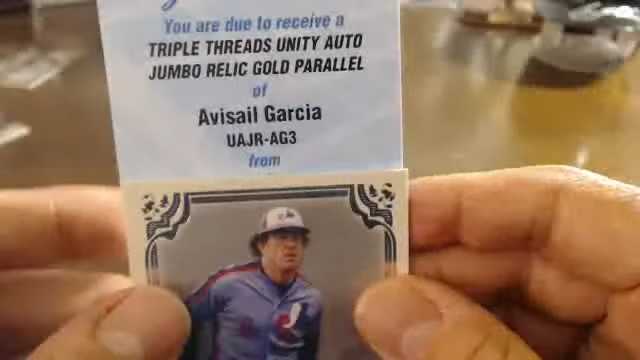 You are due to receive a
TRIPLE THREADS UNITY AUTO
JUMBO RELIC GOLD PARALLEL
of
Avisail Garcia
UAJR-AG3
from